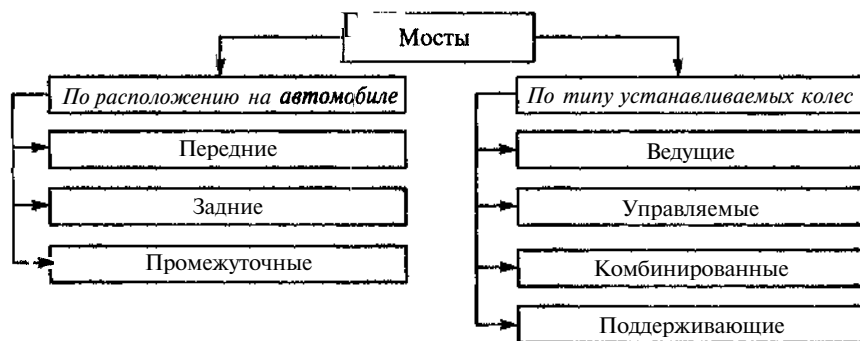 Мосты
По расположению на автомобиле
Передние
Задние
Промежуточные
По типу устанавливаемых колес
Ведущие
Управляемые
Комбинированные
Поддерживающие